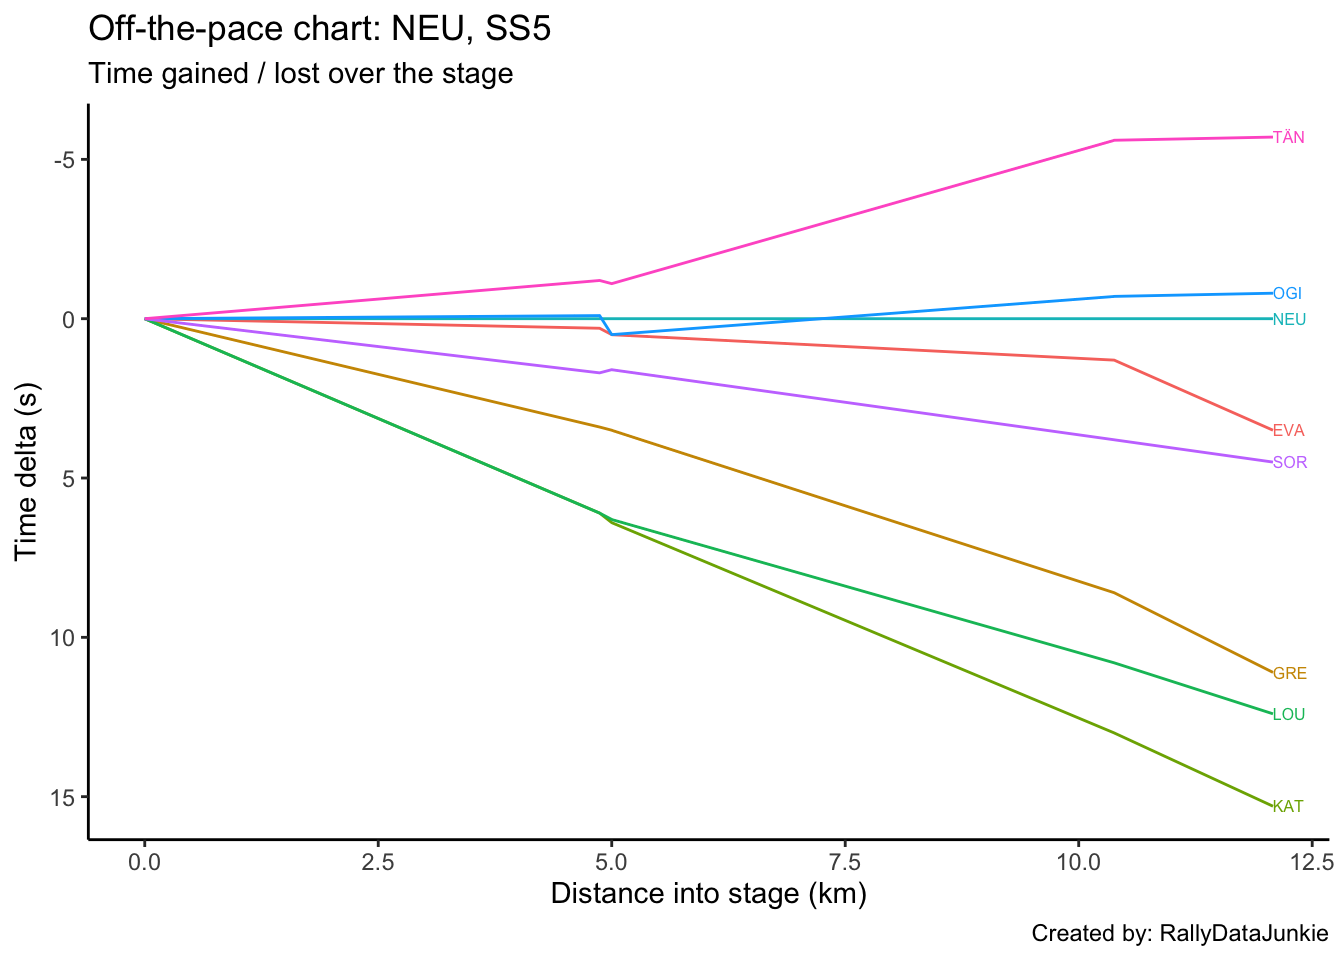 Off-the-pace chart: NEU, SS5
Time gained / lost over the stage
Time delta (s)
-5
0
5
10
15
TÄN
OGI
NEU
EVA
SOR
GRE
LOU
KAT
0.0 2.5 5.0 7.5 10.0 12.5
Distance into stage (km)
Created by: RallyDataJunkie